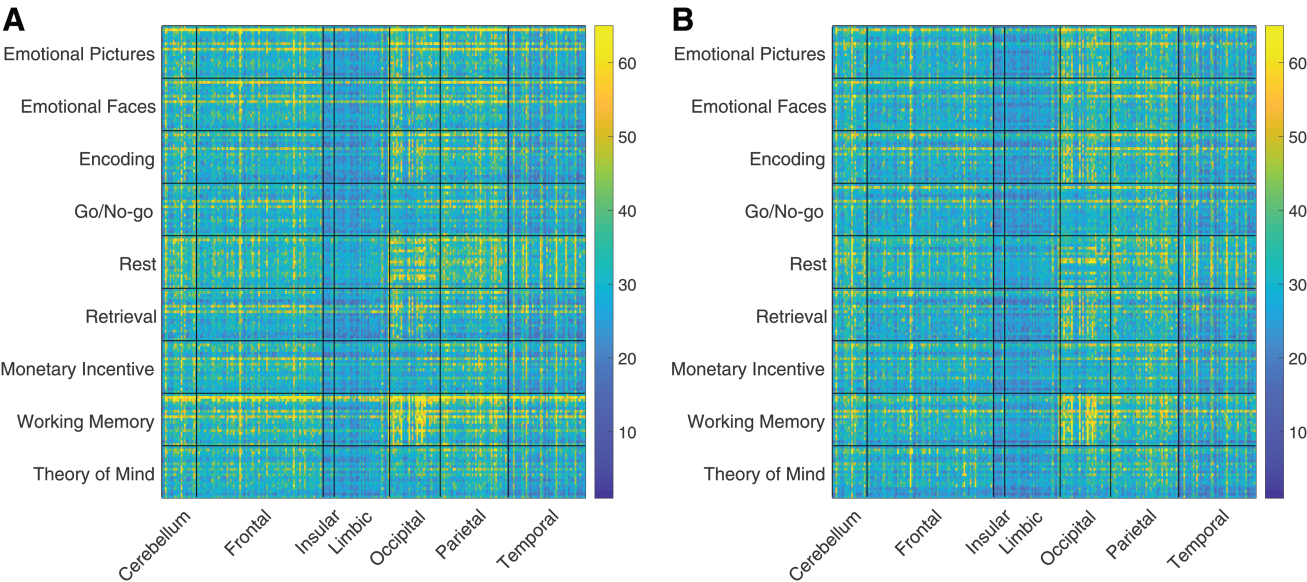 A
B
Emotional Pictures
Emotional Faces
Encoding
Go/No-go
Rest
Retrieval
Monetary Incentive
Working Memory
Theory of Mind
Cerebellum
Frontal
Insular
Limbic
Occipital
Parietal
Temporal
60
50
40
30
20
10
Emotional Pictures
Emotional Faces
Encoding
Go/No-go
Rest
Retrieval
Monetary Incentive
Working Memory
Theory of Mind
Cerebellum
Frontal
Insular
Limbic
Occipital
Parietal
Temporal
60
50
40
30
20
10